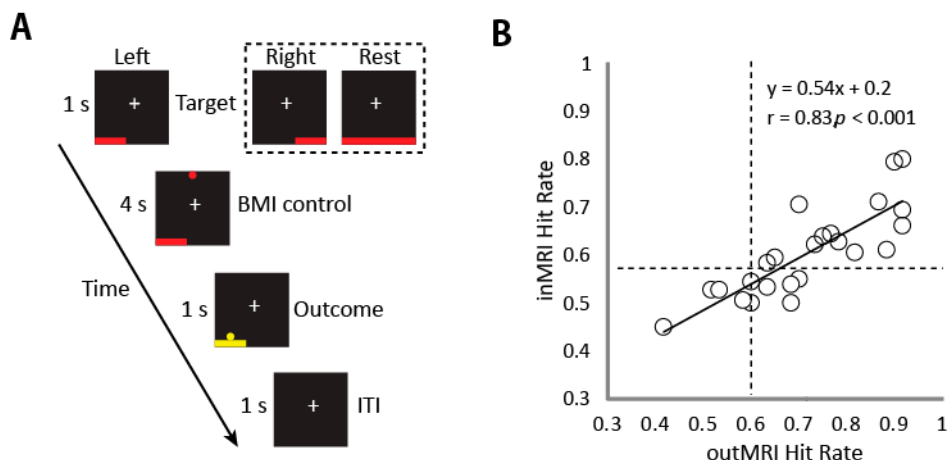 A
Left
Right
Rest
1 s
Target
4 s
BMI control
Time
1 s
Outcome
1 s
ITI
B
1
0.9
0.8
0.7
0.6
0.5
0.4
0.3
inMRI Hit Rate
y = 0.54x + 0.2
r = 0.83,p < 0.001
0.3 0.4 0.5 0.6 0.7 0.8 0.9 1
outMRI Hit Rate